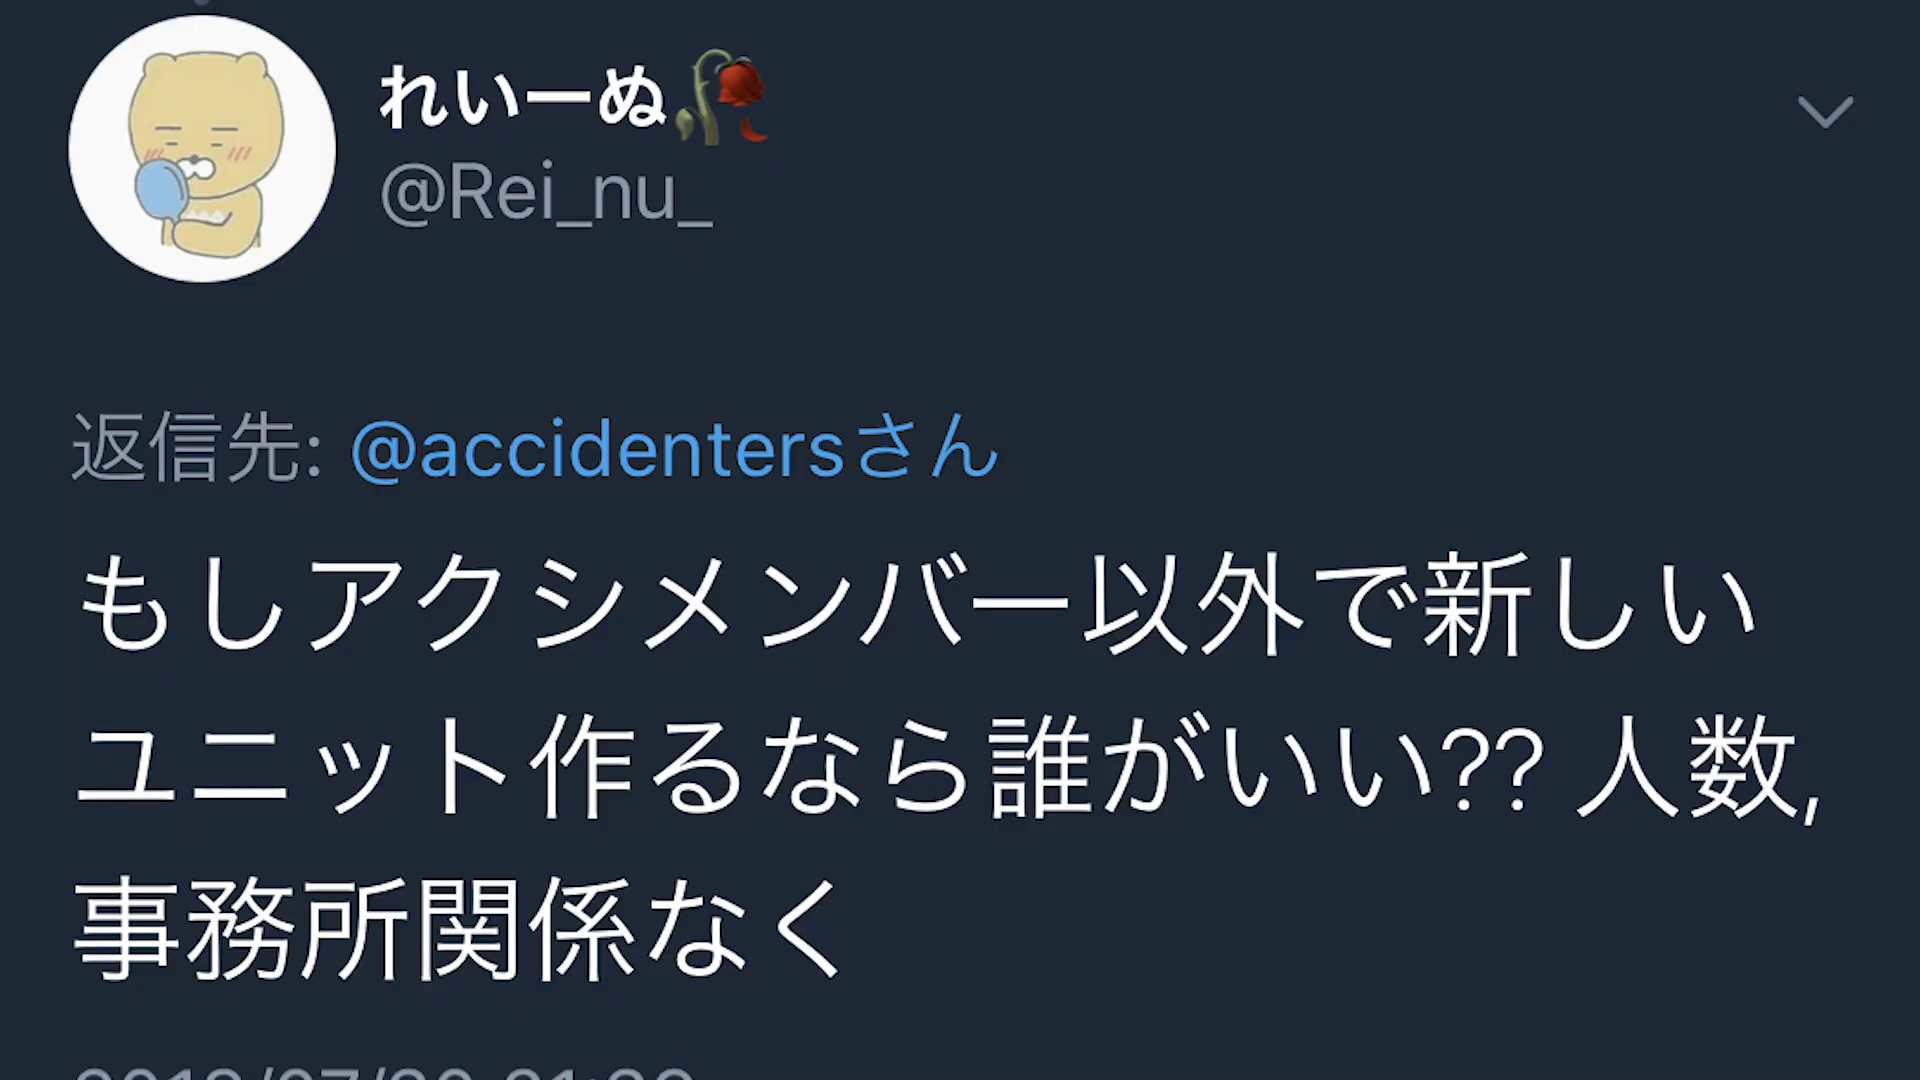 れいーぬ🥀
@Rei_nu_
返信先: @accidentersさん
もしアクシメンバー以外で新しい
ユニット作るなら誰がいい?? 人数,
事務所関係なく